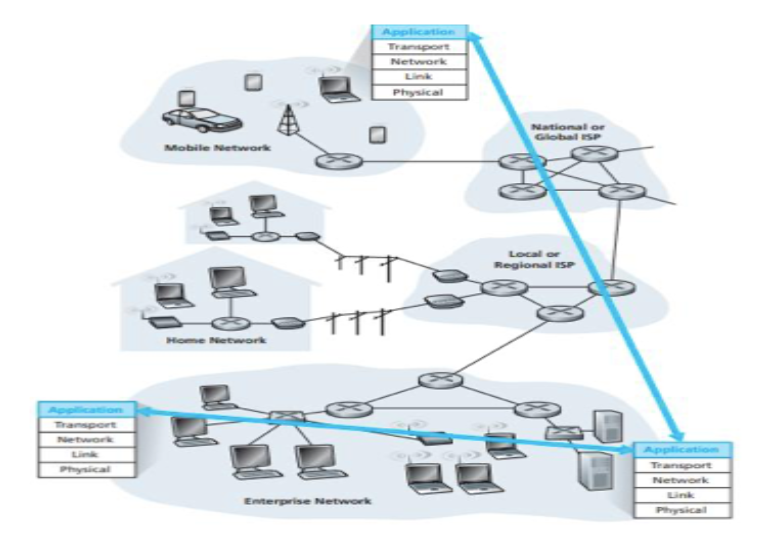 Application
Transport
Network
Link
Physical
National or
Global ISP
Mobile Network
Local or
Regional ISP
Home Network
Application
Transport
Network
Link
Physical
Application
Transport
Network
Link
Physical
Enterprise Network